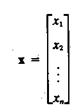 x = [x₁
x₂
⋮
xₙ]